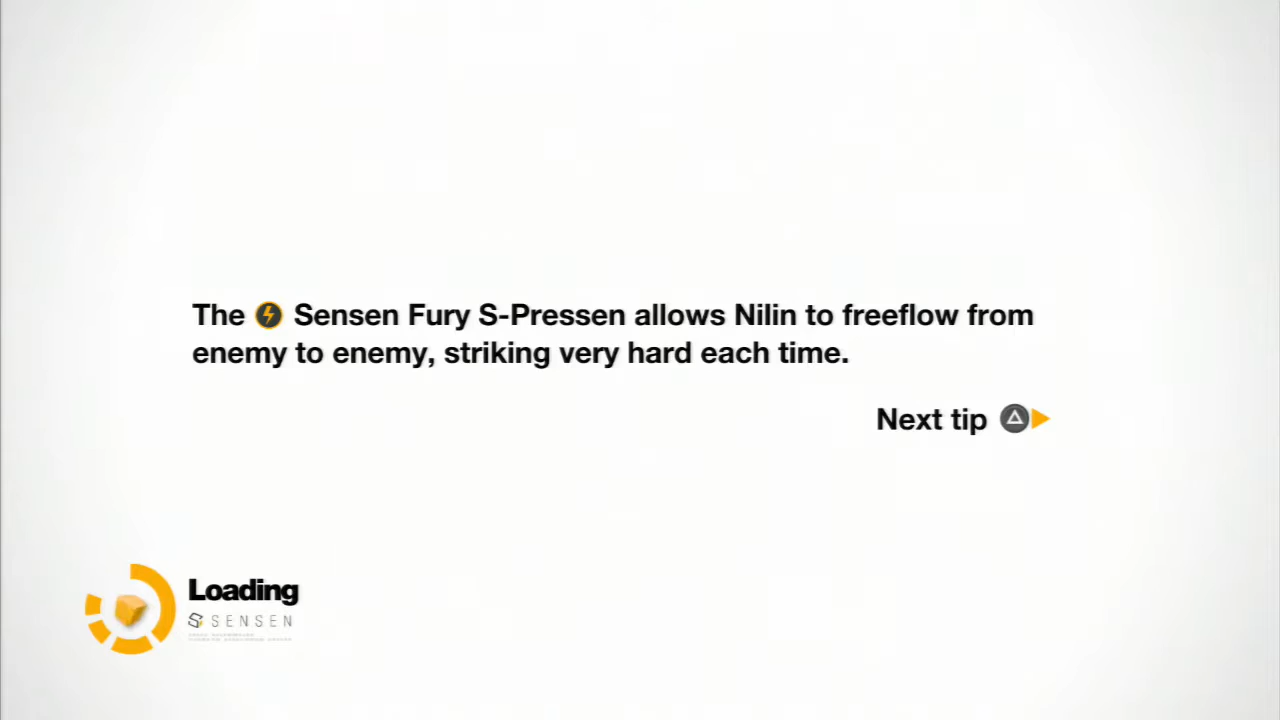 The Sensen Fury S-Pressen allows Nilin to freeflow from
enemy to enemy, striking very hard each time.
Next tip
Loading
SENSEN